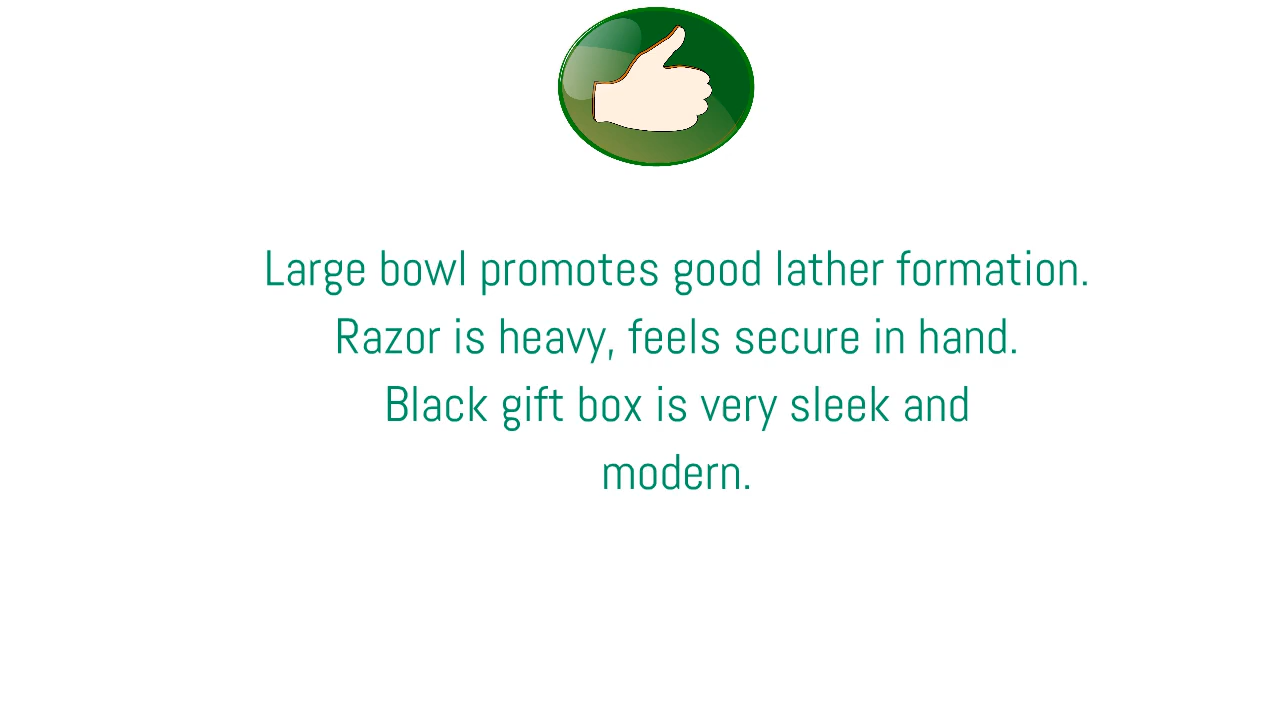 Large bowl promotes good lather formation.
Razor is heavy, feels secure in hand.
Black gift box is very sleek and
modern.